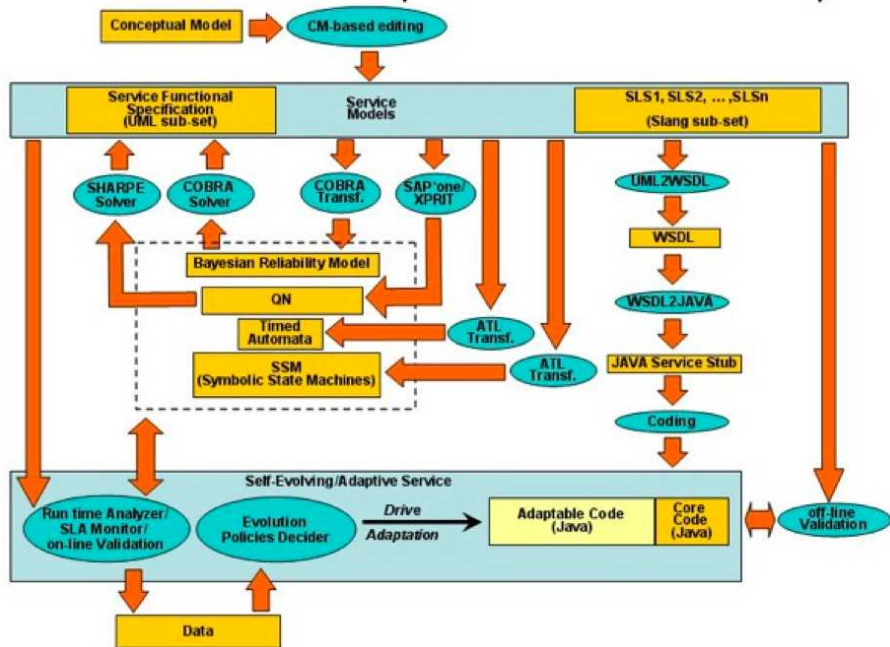 Conceptual Model
CM-based editing
Service Functional
Specification
(UML sub-set)
Service
Models
SLS1, SLS2, ... ,SLSn
(Slang sub-set)
SHARPE
Solver
COBRA
Solver
COBRA
Transf.
SAP'one/
XPRIT
UML2WSDL
WSDL
Bayesian Reliability Model
QN
WSDL2JAVA
Timed
Automata
ATL
Transf.
SSM
(Symbolic State Machines)
ATL
Transf.
JAVA Service Stub
Coding
Self-Evolving/Adaptive Service
Run time Analyzer/
SLA Monitor/
on-line Validation
Evolution
Policies Decider
Drive
Adaptation
Adaptable Code
(Java)
Core
Code
(Java)
off-line
Validation
Data